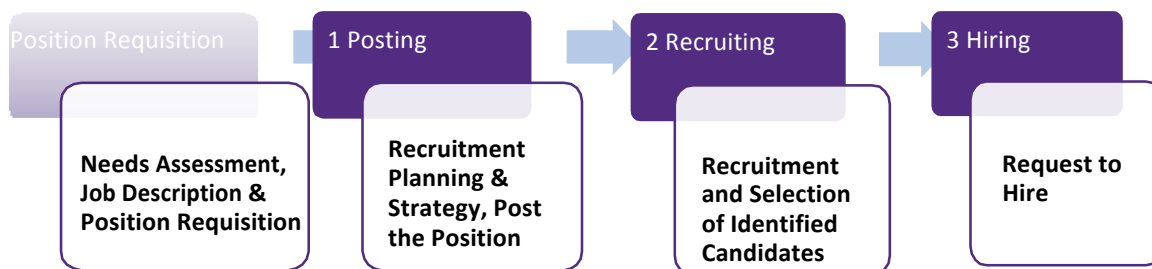 Position Requisition
Needs Assessment,
Job Description &
Position Requisition
1 Posting
Recruitment
Planning &
Strategy, Post
the Position
2 Recruiting
Recruitment
and Selection
of Identified
Candidates
3 Hiring
Request to
Hire